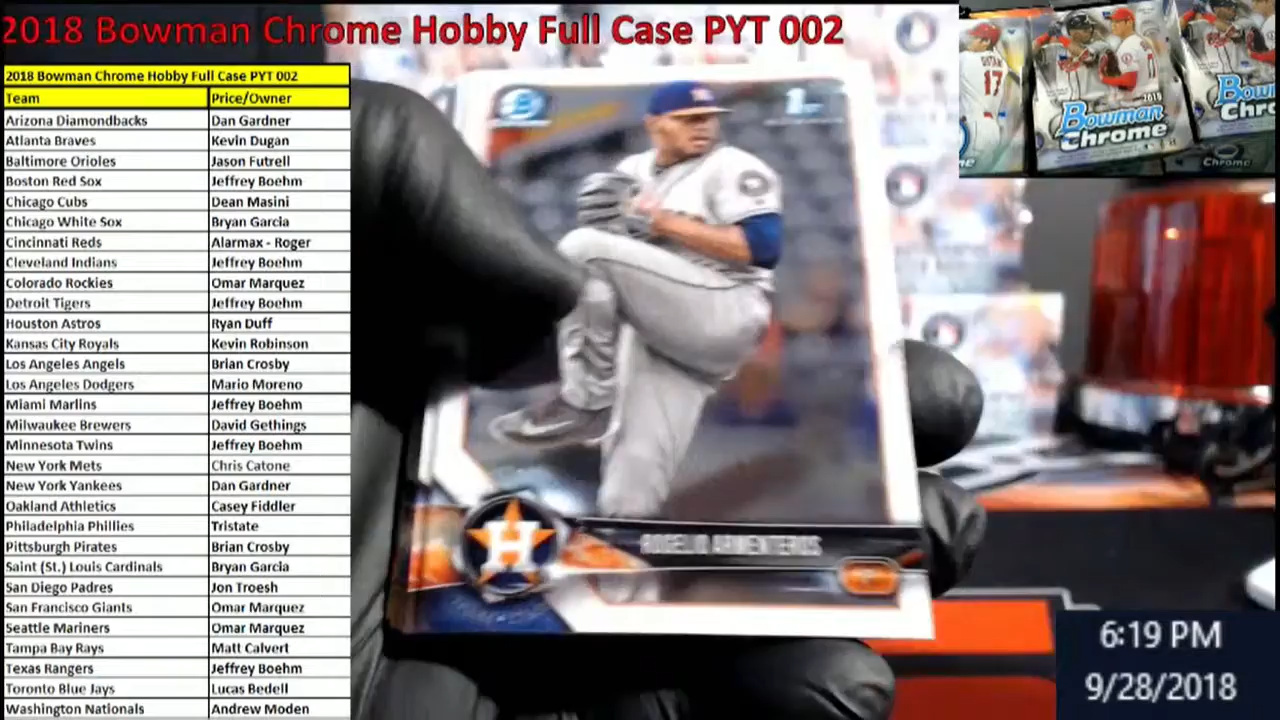 2018 Bowman Chrome Hobby Full Case PYT 002
2018 Bowman Chrome Hobby Full Case PYT 002
Team Price/Owner
Arizona Diamondbacks Dan Gardner
Atlanta Braves Kevin Dugan
Baltimore Orioles Jason Futrell
Boston Red Sox Jeffrey Boehm
Chicago Cubs Dean Masini
Chicago White Sox Bryan Garcia
Cincinnati Reds Alarmax - Roger
Cleveland Indians Jeffrey Boehm
Colorado Rockies Omar Marquez
Detroit Tigers Jeffrey Boehm
Houston Astros Ryan Duff
Kansas City Royals Kevin Robinson
Los Angeles Angels Brian Crosby
Los Angeles Dodgers Mario Moreno
Miami Marlins Jeffrey Boehm
Milwaukee Brewers David Gethings
Minnesota Twins Jeffrey Boehm
New York Mets Chris Catone
New York Yankees Dan Gardner
Oakland Athletics Casey Fiddler
Philadelphia Phillies Tristate
Pittsburgh Pirates Brian Crosby
Saint (St.) Louis Cardinals Bryan Garcia
San Diego Padres Jon Troesh
San Francisco Giants Omar Marquez
Seattle Mariners Omar Marquez
Tampa Bay Rays Matt Calvert
Texas Rangers Jeffrey Boehm
Toronto Blue Jays Lucas Bedell
Washington Nationals Andrew Moden
1st
H
ROGELIO ARMENTEROS
17
2018
Bowman
Chrome
Chrome
6:19 PM
9/28/2018